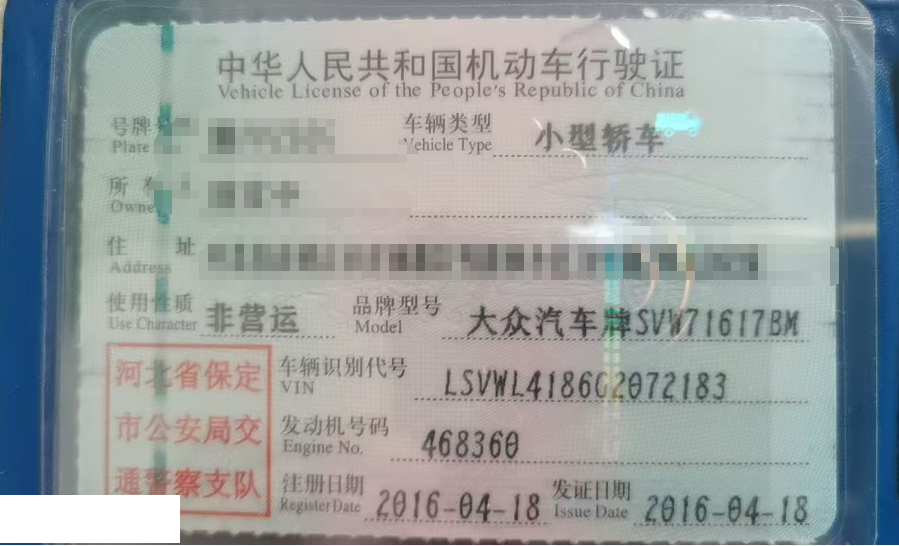 中华人民共和国机动车行驶证
Vehicle License of the People's Republic of China
号牌 车辆类型 小型轿车
Plate Vehicle Type
所
Owner
住 址
Address
使用性质 非营运 品牌型号 大众汽车牌SVW71617BM
Use Character Model
河北省保定 车辆识别代号 LSVWL4186G2072183
VIN
市公安局交 发动机号码 468360
Engine No.
通警察支队 注册日期 2016-04-18 发证日期 2016-04-18
Register Date Issue Date